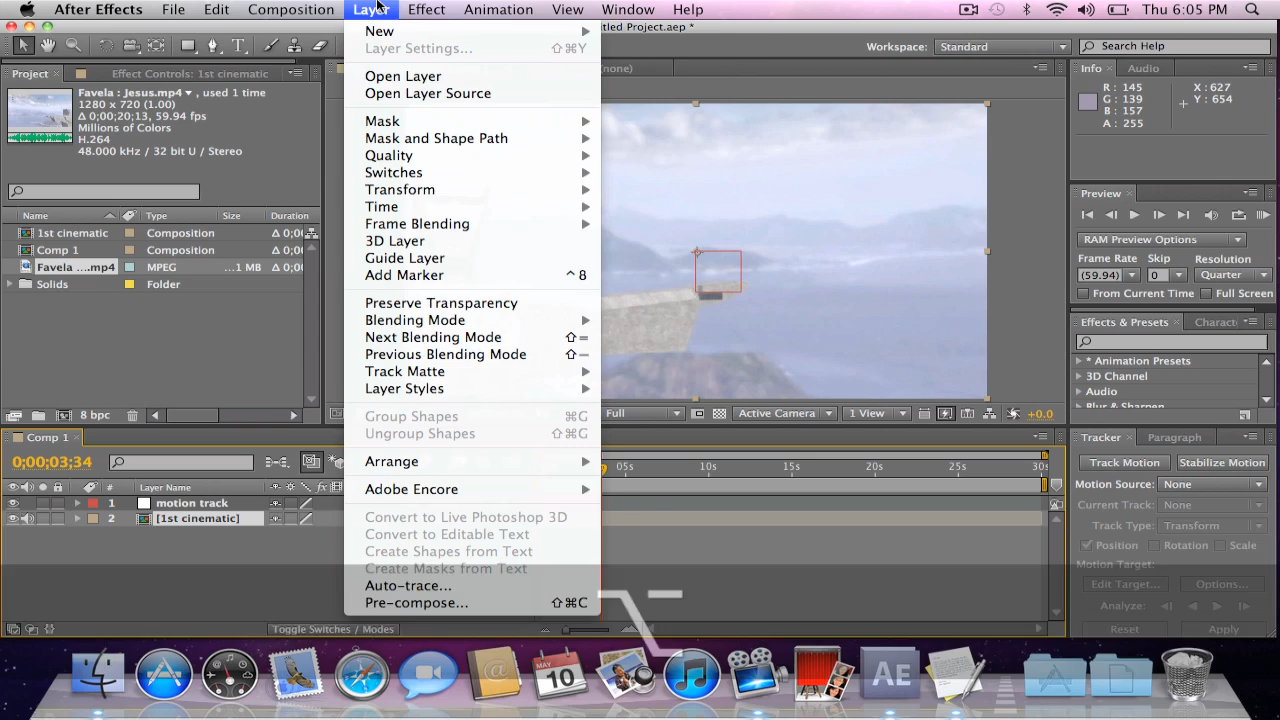 After Effects File Edit Composition Layer Effect Animation View Window Help Thu 6:05 PM
tled Project.aep *
Workspace: Standard Search Help
Project Effect Controls: 1st cinematic
Favela : Jesus.mp4 , used 1 time
1280 x 720 (1.00)
Δ 0;00;20;13, 59.94 fps
Millions of Colors
H.264
48.000 kHz / 32 bit U / Stereo
Name Type Size Duration
1st cinematic Composition Δ 0;00
Comp 1 Composition Δ 0;00
Favela ....mp4 MPEG ...1 MB Δ 0;00
Solids Folder
8 bpc
New
Layer Settings... ⇧⌘Y
Open Layer
Open Layer Source
Mask
Mask and Shape Path
Quality
Switches
Transform
Time
Frame Blending
3D Layer
Guide Layer
Add Marker ^8
Preserve Transparency
Blending Mode
Next Blending Mode ⇧=
Previous Blending Mode ⇧−
Track Matte
Layer Styles
Group Shapes ⌘G
Ungroup Shapes ⇧⌘G
Arrange
Adobe Encore
Convert to Live Photoshop 3D
Convert to Editable Text
Create Shapes from Text
Create Masks from Text
Auto-trace...
Pre-compose... ⇧⌘C
(none)
Full Active Camera 1 View +0.0
Info Audio
R : 145 X : 627
G : 139 Y : 654
B : 157
A : 255
Preview
RAM Preview Options
Frame Rate Skip Resolution
(59.94) 0 Quarter
From Current Time Full Screen
Effects & Presets Charact
* Animation Presets
3D Channel
Audio
Blur & Sharpen
Comp 1
0;00;03;34
# Layer Name
1 motion track
2 [1st cinematic]
05s 10s 15s 20s 25s 30s
Toggle Switches / Modes
Tracker Paragraph
Track Motion Stabilize Motion
Motion Source: None
Current Track: None
Track Type: Transform
Position Rotation Scale
Motion Target:
Edit Target... Options...
Analyze:
Reset Apply
MAY
10
AE